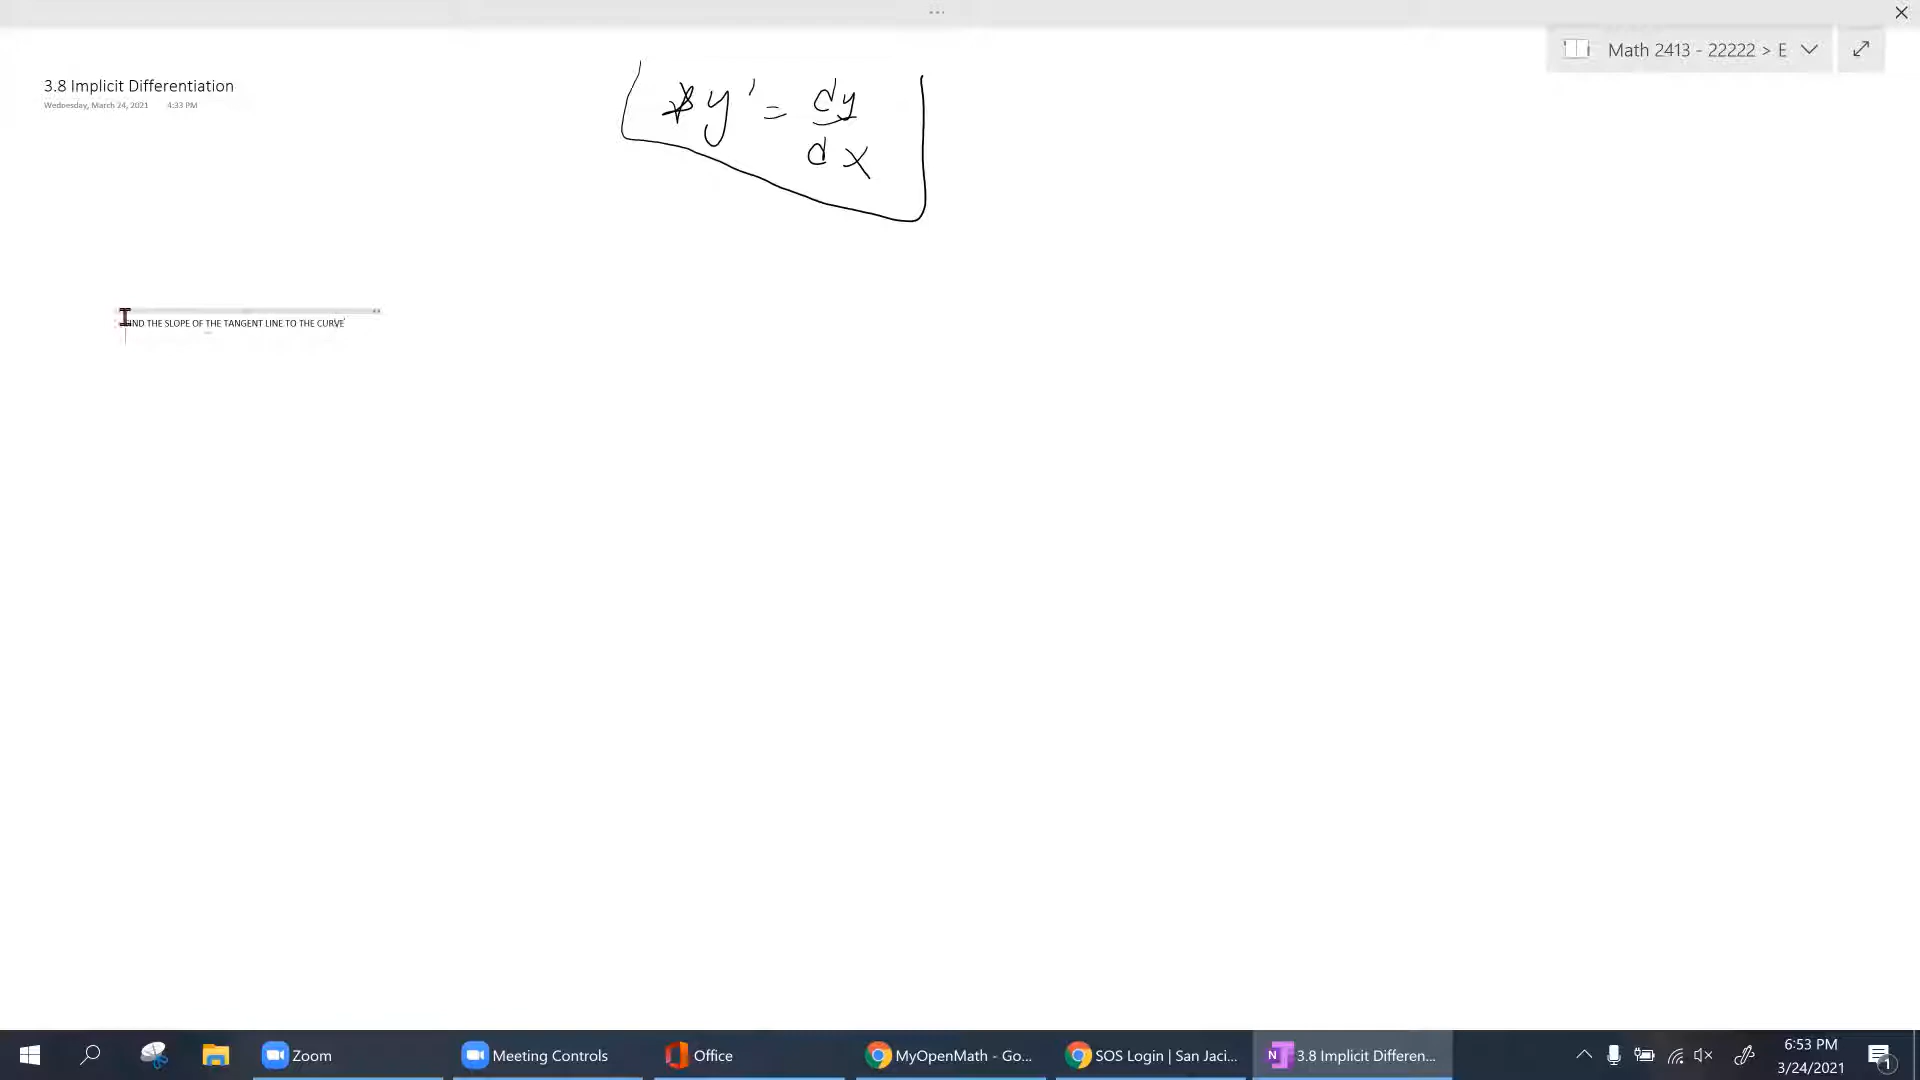 Math 2413 - 22222 > E
3.8 Implicit Differentiation
Wednesday, March 24, 2021 4:33 PM
* y' = dy
dx
FIND THE SLOPE OF THE TANGENT LINE TO THE CURVE
Zoom
Meeting Controls
Office
MyOpenMath - Go...
SOS Login | San Jaci...
3.8 Implicit Differen...
6:53 PM
3/24/2021
1